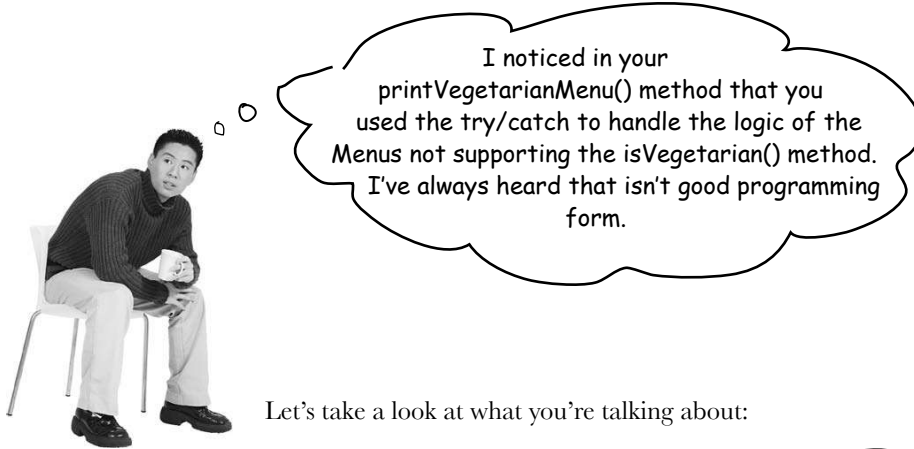 I noticed in your
printVegetarianMenu() method that you
used the try/catch to handle the logic of the
Menus not supporting the isVegetarian() method.
I've always heard that isn't good programming
form.
Let's take a look at what you're talking about: